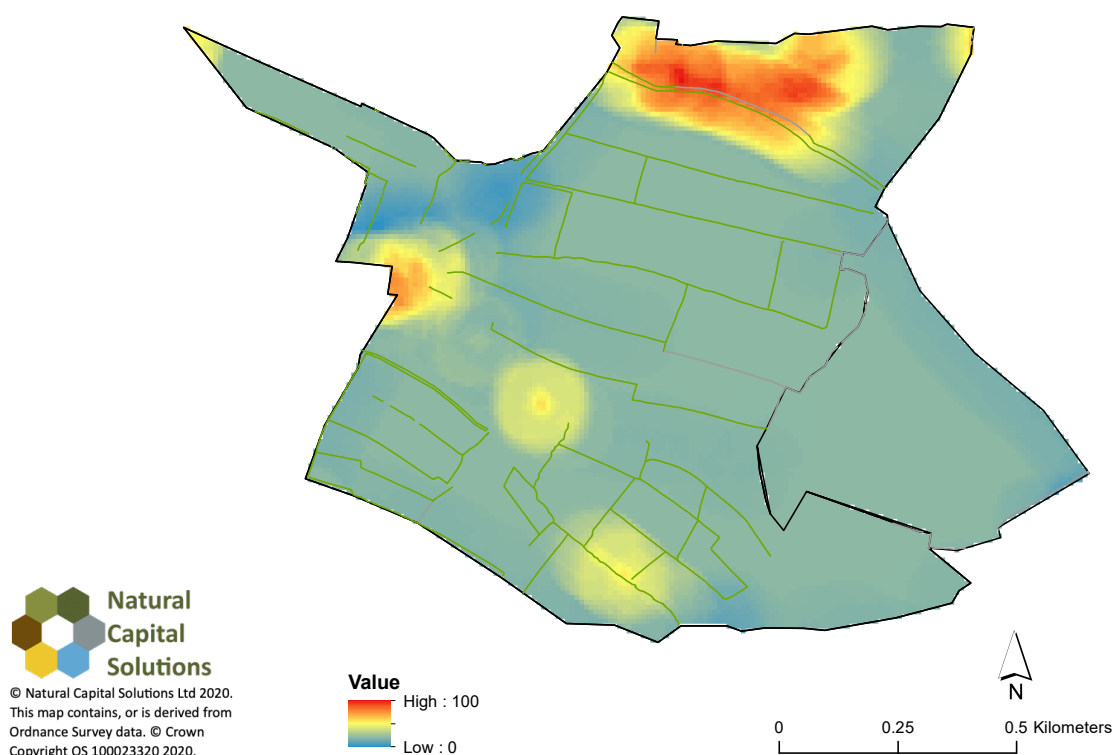 Natural
Capital
Solutions
© Natural Capital Solutions Ltd 2020.
This map contains, or is derived from
Ordnance Survey data. © Crown
Copyright OS 100023320 2020.
Value
High : 100
Low : 0
N
0 0.25 0.5 Kilometers